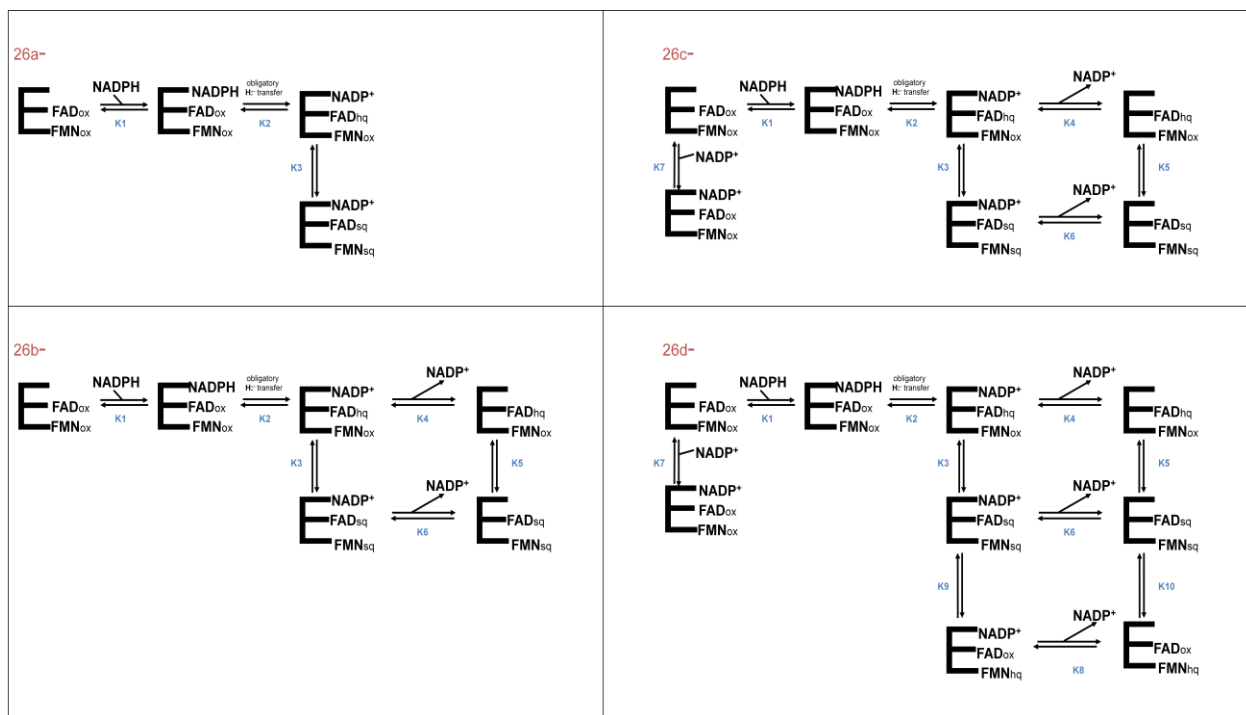 26a-
NADPH
obligatory
H:⁻ transfer
NADPH
NADP⁺
FADox
FADox
FADhq
FMNox
K1
FMNox
K2
FMNox
K3
NADP⁺
FADsq
FMNsq
26c-
NADPH
obligatory
H:⁻ transfer
NADP⁺
NADPH
NADP⁺
FADox
FADox
FADhq
FADhq
FMNox
K1
FMNox
K2
FMNox
K4
FMNox
K7
NADP⁺
K3
K5
NADP⁺
NADP⁺
NADP⁺
FADox
FADsq
FADsq
FMNox
FMNsq
K6
FMNsq
26b-
NADPH
obligatory
H:⁻ transfer
NADP⁺
NADPH
NADP⁺
FADox
FADox
FADhq
FADhq
FMNox
K1
FMNox
K2
FMNox
K4
FMNox
K3
K5
NADP⁺
NADP⁺
FADsq
FADsq
FMNsq
K6
FMNsq
26d-
NADPH
obligatory
H:⁻ transfer
NADP⁺
NADPH
NADP⁺
FADox
FADox
FADhq
FADhq
FMNox
K1
FMNox
K2
FMNox
K4
FMNox
K7
NADP⁺
K3
K5
NADP⁺
NADP⁺
NADP⁺
FADox
FADsq
FADsq
FMNox
FMNsq
K6
FMNsq
K9
K10
NADP⁺
NADP⁺
FADox
FADox
FMNhq
K8
FMNhq